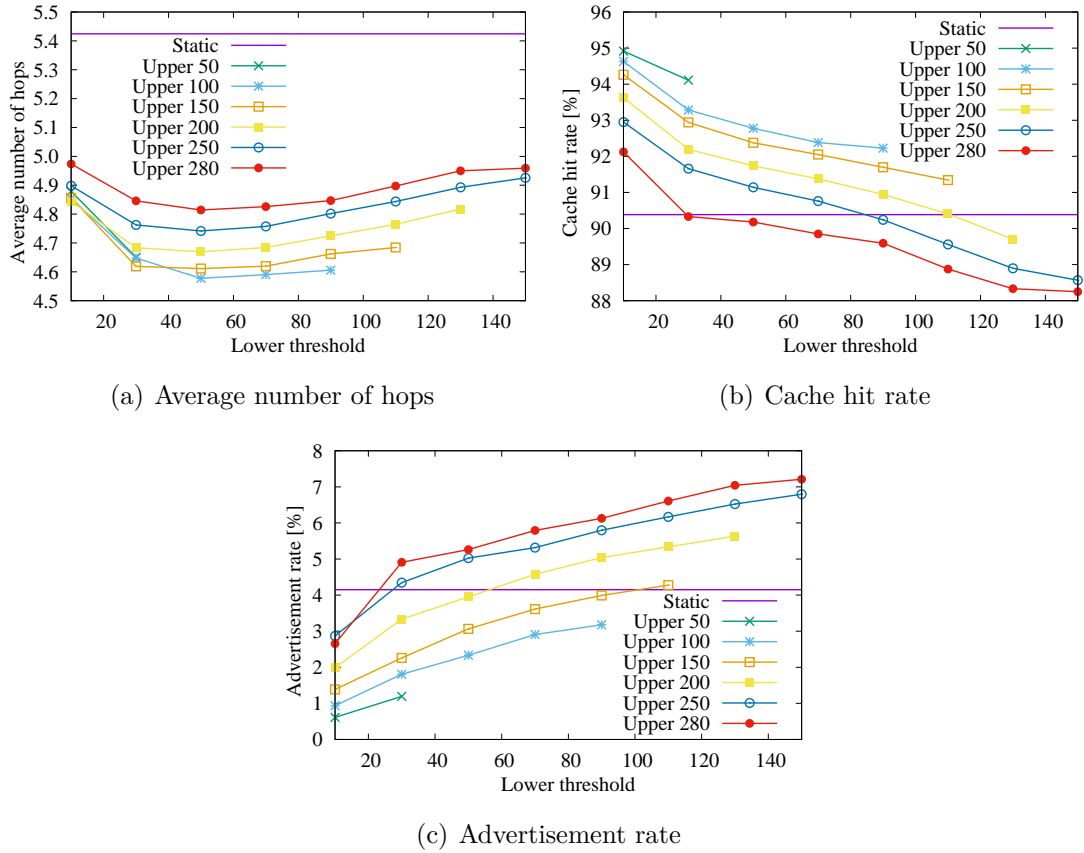 5.5
5.4
5.3
5.2
5.1
5.0
4.9
4.8
4.7
4.6
4.5
Average number of hops
Static
Upper 50
Upper 100
Upper 150
Upper 200
Upper 250
Upper 280
20 40 60 80 100 120 140
Lower threshold
(a) Average number of hops
96
95
94
93
92
91
90
89
88
Cache hit rate [%]
Static
Upper 50
Upper 100
Upper 150
Upper 200
Upper 250
Upper 280
20 40 60 80 100 120 140
Lower threshold
(b) Cache hit rate
8
7
6
5
4
3
2
1
0
Advertisement rate [%]
Static
Upper 50
Upper 100
Upper 150
Upper 200
Upper 250
Upper 280
20 40 60 80 100 120 140
Lower threshold
(c) Advertisement rate